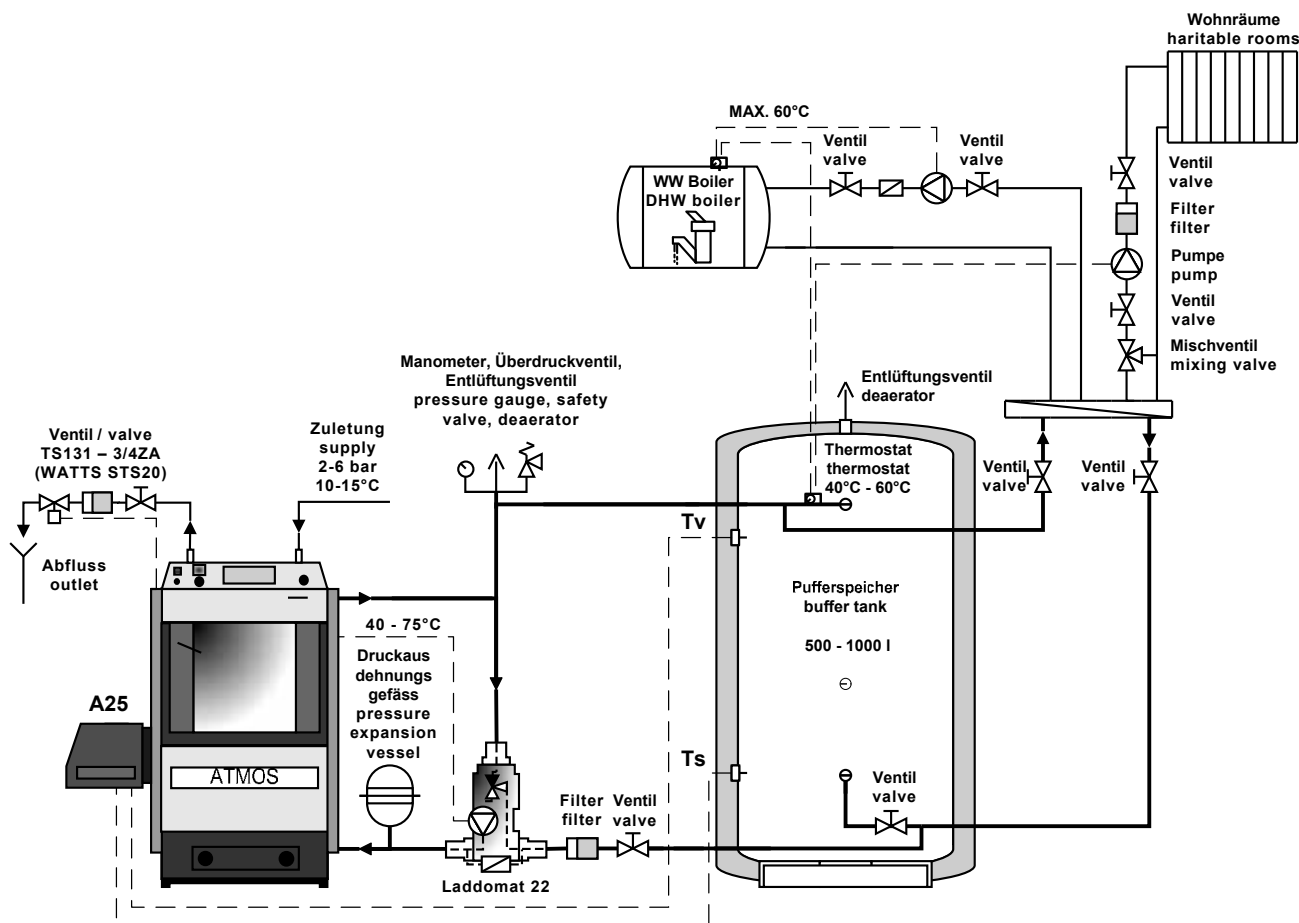 Wohnräume
haritable rooms
MAX. 60°C
Ventil
valve
Ventil
valve
WW Boiler
DHW boiler
Ventil
valve
Filter
filter
Pumpe
pump
Ventil
valve
Mischventil
mixing valve
Manometer, Überdruckventil,
Entlüftungsventil
pressure gauge, safety
valve, deaerator
Entlüftungsventil
deaerator
Ventil / valve
TS131 – 3/4ZA
(WATTS STS20)
Zuletung
supply
2-6 bar
10-15°C
Thermostat
thermostat
40°C - 60°C
Ventil
valve
Ventil
valve
Abfluss
outlet
Tv
Pufferspeicher
buffer tank
500 - 1000 l
40 - 75°C
Druckaus
dehnungs
gefäss
pressure
expansion
vessel
A25
ATMOS
Ts
Ventil
valve
Filter
filter
Ventil
valve
Laddomat 22